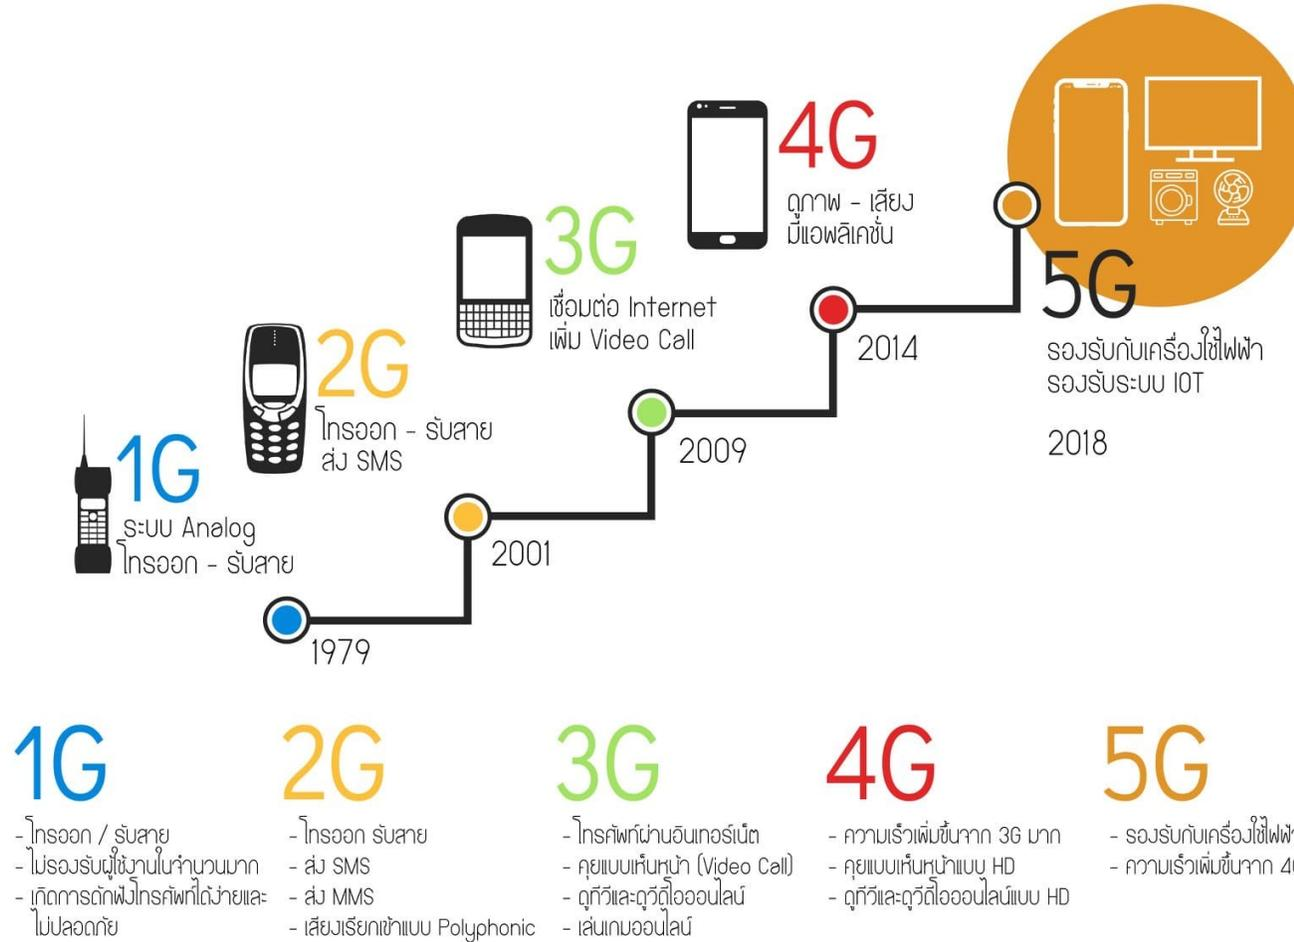 4G
ดูภาพ - เสียง
มีแอพลิเคชั่น
3G
เชื่อมต่อ Internet
เพิ่ม Video Call
5G
รองรับกับเครื่องใช้ไฟฟ้า
รองรับระบบ IOT
2018
2G
โทรออก - รับสาย
ส่ง SMS
2014
1G
ระบบ Analog
โทรออก - รับสาย
2009
2001
1979
1G
- โทรออก / รับสาย
- ไม่รองรับผู้ใช้งานในจำนวนมาก
- เกิดการดักฟังโทรศัพท์ได้ง่ายและ
ไม่ปลอดภัย
2G
- โทรออก รับสาย
- ส่ง SMS
- ส่ง MMS
- เสียงเรียกเข้าแบบ Polyphonic
3G
- โทรศัพท์ผ่านอินเทอร์เน็ต
- คุยแบบเห็นหน้า (Video Call)
- ดูทีวีและดูวีดีโอออนไลน์
- เล่นเกมออนไลน์
4G
- ความเร็วเพิ่มขึ้นจาก 3G มาก
- คุยแบบเห็นหน้าแบบ HD
- ดูทีวีและดูวีดีโอออนไลน์แบบ HD
5G
- รองรับกับเครื่องใช้ไฟฟ้
- ความเร็วเพิ่มขึ้นจาก 4G